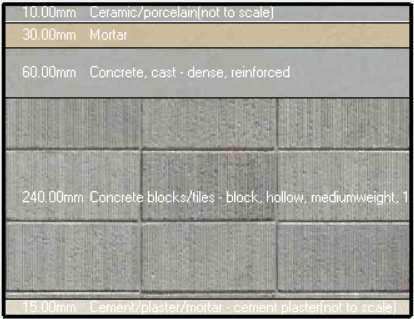 10.00mm Ceramic/porcelain(not to scale)
30.00mm Mortar
60.00mm Concrete, cast - dense, reinforced
240.00mm Concrete blocks/tiles - block, hollow, mediumweight, 1
15.00mm Cement/plaster/mortar - cement plaster(not to scale)